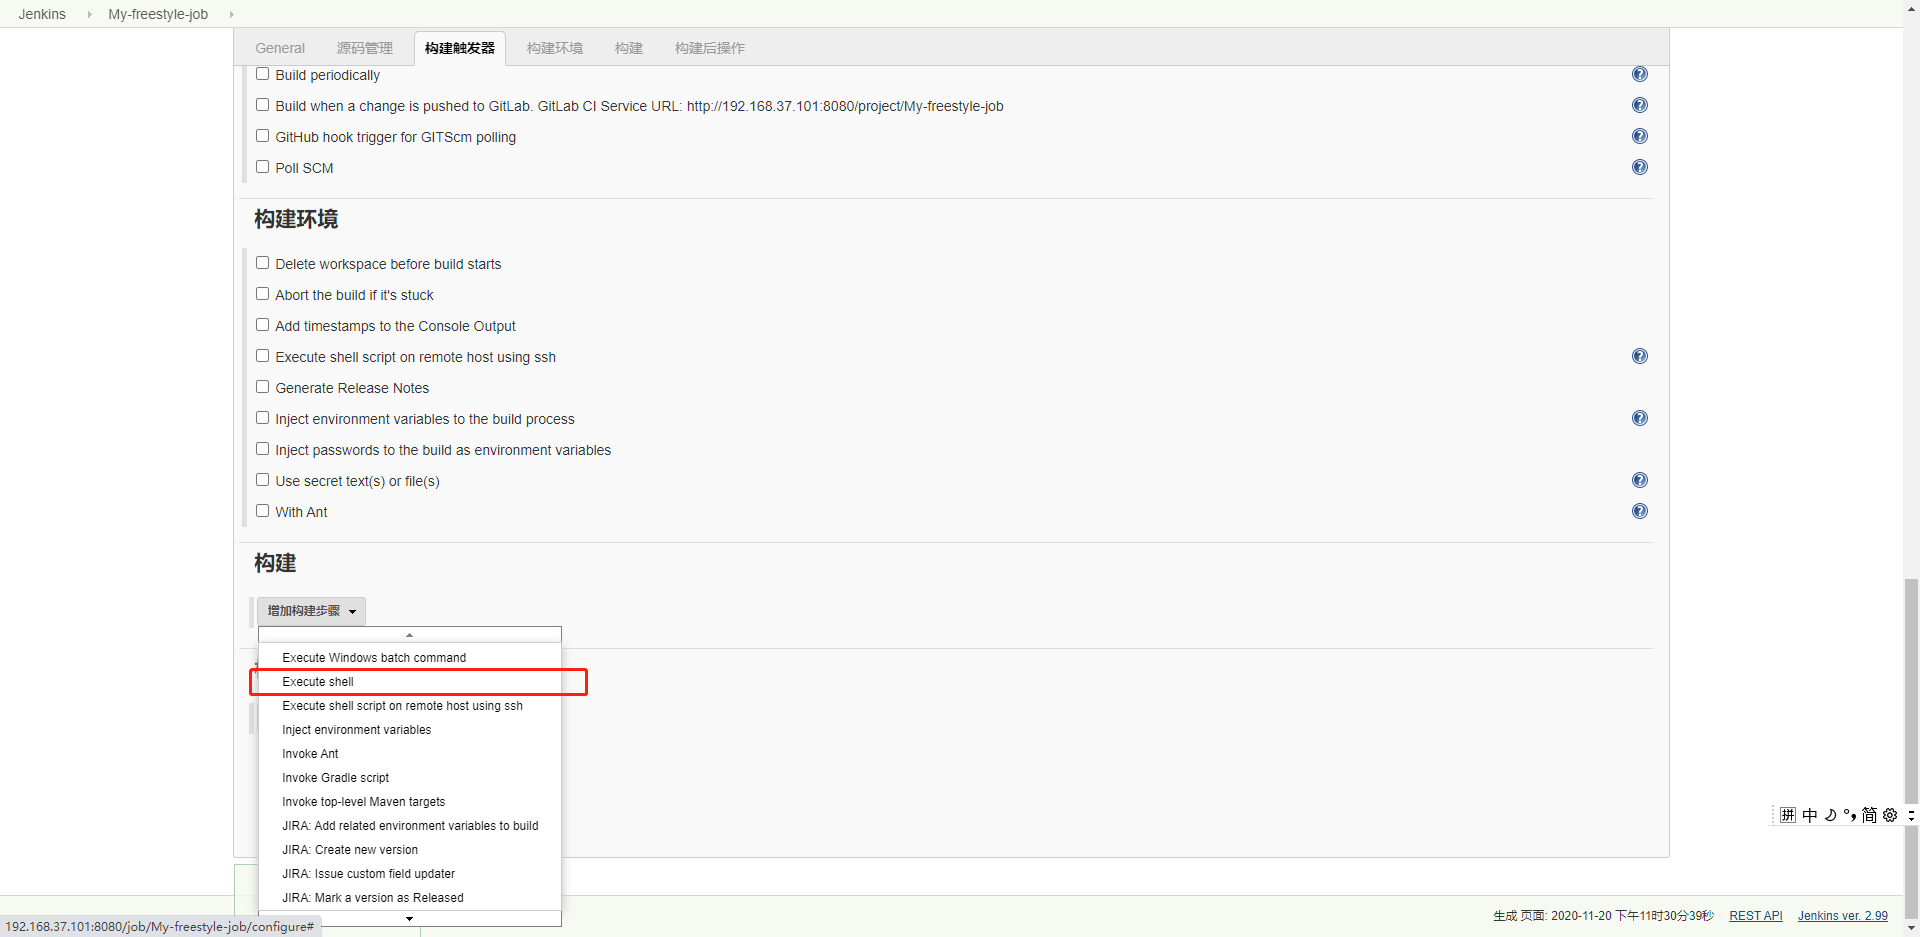 Jenkins My-freestyle-job
General 源码管理 构建触发器 构建环境 构建 构建后操作
Build periodically
Build when a change is pushed to GitLab. GitLab CI Service URL: http://192.168.37.101:8080/project/My-freestyle-job
GitHub hook trigger for GITScm polling
Poll SCM
构建环境
Delete workspace before build starts
Abort the build if it's stuck
Add timestamps to the Console Output
Execute shell script on remote host using ssh
Generate Release Notes
Inject environment variables to the build process
Inject passwords to the build as environment variables
Use secret text(s) or file(s)
With Ant
构建
增加构建步骤
Execute Windows batch command
Execute shell
Execute shell script on remote host using ssh
Inject environment variables
Invoke Ant
Invoke Gradle script
Invoke top-level Maven targets
JIRA: Add related environment variables to build
JIRA: Create new version
JIRA: Issue custom field updater
JIRA: Mark a version as Released
拼 中 简
生成 页面: 2020-11-20 下午11时30分39秒 REST API Jenkins ver. 2.99
192.168.37.101:8080/job/My-freestyle-job/configure#